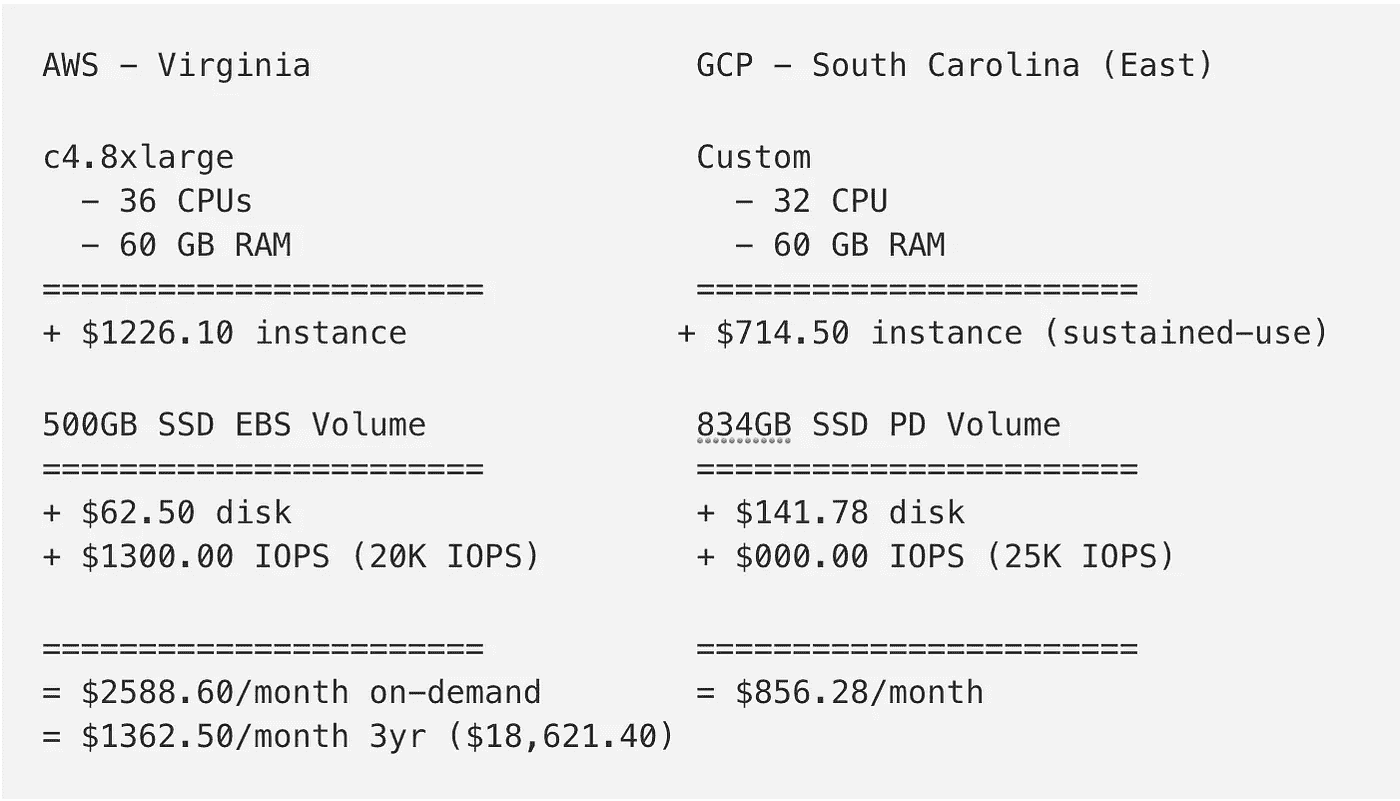 AWS – Virginia
c4.8xlarge
– 36 CPUs
– 60 GB RAM
=======================
+ $1226.10 instance
500GB SSD EBS Volume
=======================
+ $62.50 disk
+ $1300.00 IOPS (20K IOPS)
=======================
= $2588.60/month on–demand
= $1362.50/month 3yr ($18,621.40)
GCP – South Carolina (East)
Custom
– 32 CPU
– 60 GB RAM
=======================
+ $714.50 instance (sustained–use)
834GB SSD PD Volume
=======================
+ $141.78 disk
+ $000.00 IOPS (25K IOPS)
=======================
= $856.28/month